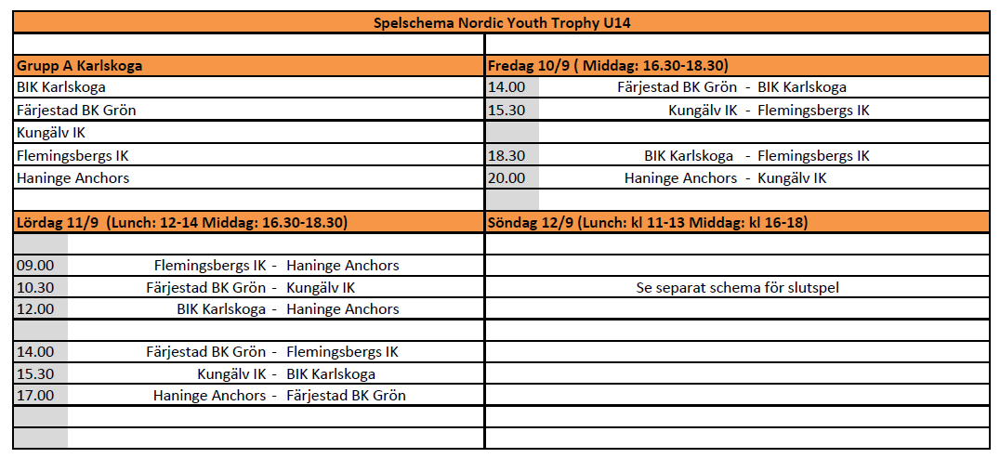 Spelschema Nordic Youth Trophy U14
Grupp A Karlskoga
BIK Karlskoga
Färjestad BK Grön
Kungälv IK
Flemingsbergs IK
Haninge Anchors
Fredag 10/9 ( Middag: 16.30-18.30)
14.00 Färjestad BK Grön - BIK Karlskoga
15.30 Kungälv IK - Flemingsbergs IK
18.30 BIK Karlskoga - Flemingsbergs IK
20.00 Haninge Anchors - Kungälv IK
Lördag 11/9 (Lunch: 12-14 Middag: 16.30-18.30)
09.00 Flemingsbergs IK - Haninge Anchors
10.30 Färjestad BK Grön - Kungälv IK
12.00 BIK Karlskoga - Haninge Anchors
14.00 Färjestad BK Grön - Flemingsbergs IK
15.30 Kungälv IK - BIK Karlskoga
17.00 Haninge Anchors - Färjestad BK Grön
Söndag 12/9 (Lunch: kl 11-13 Middag: kl 16-18)
Se separat schema för slutspel